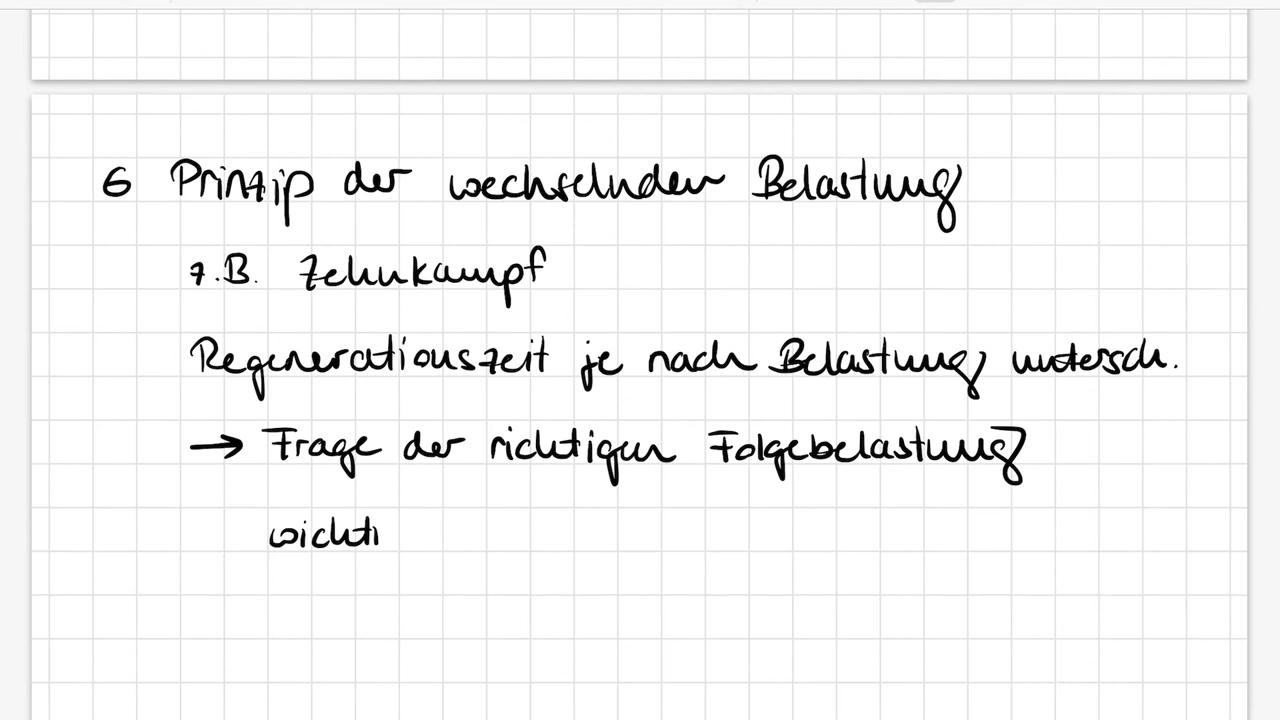 6 Prinzip der wechselnden Belastung
z.B. Zehnkampf
Regenerationszeit je nach Belastung untersch.
→ Frage der richtigen Folgebelastung
wichti